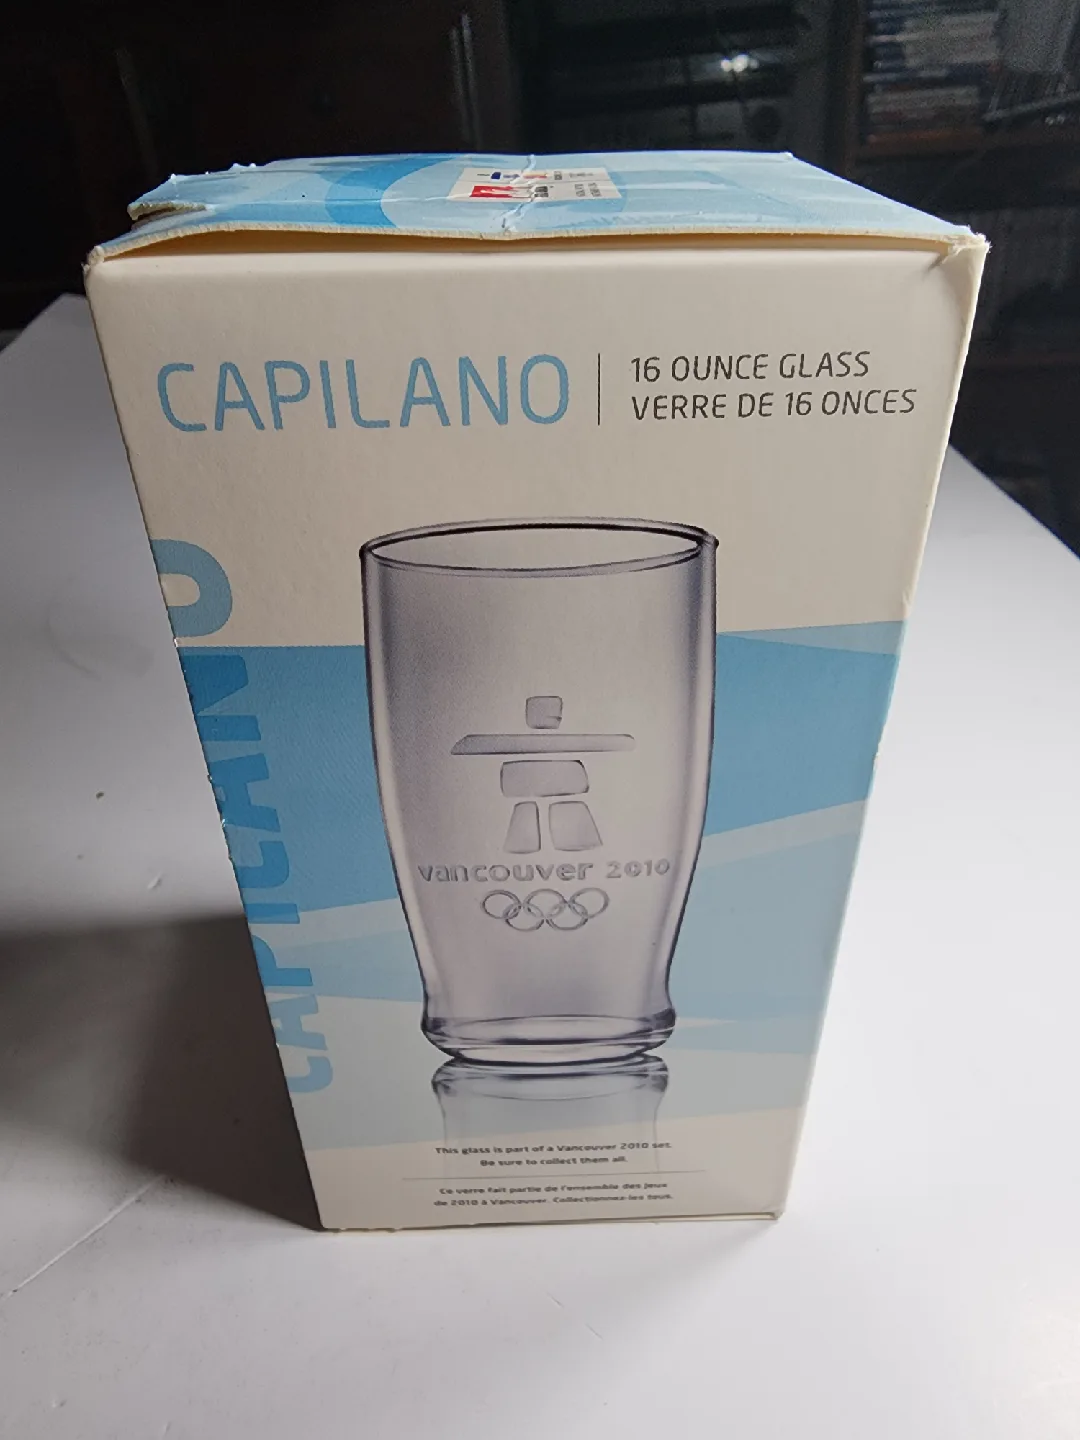 CAPILANO
16 OUNCE GLASS
VERRE DE 16 ONCES
CAPILANO
vancouver 2010
This glass is part of a Vancouver 2010 set.
Be sure to collect them all.
Ce verre fait partie de l'ensemble des Jeux
de 2010 à Vancouver. Collectionnez-les tous.